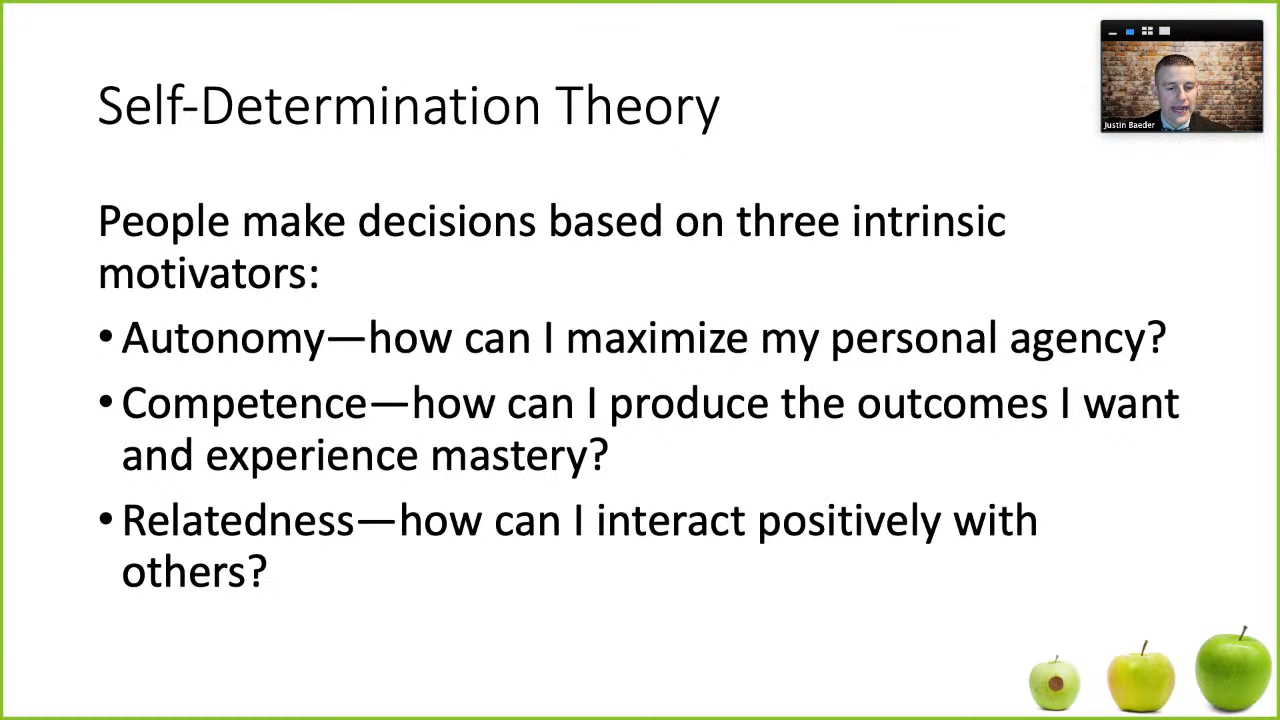 Self-Determination Theory
Justin Baeder
People make decisions based on three intrinsic
motivators:
•Autonomy—how can I maximize my personal agency?
•Competence—how can I produce the outcomes I want
and experience mastery?
•Relatedness—how can I interact positively with
others?